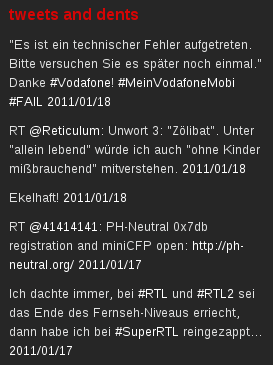 tweets and dents
"Es ist ein technischer Fehler aufgetreten.
Bitte versuchen Sie es später noch einmal."
Danke #Vodafone! #MeinVodafoneMobi
#FAIL 2011/01/18
RT @Reticulum: Unwort 3: "Zölibat". Unter
"allein lebend" würde ich auch "ohne Kinder
mißbrauchend" mitverstehen. 2011/01/18
Ekelhaft! 2011/01/18
RT @41414141: PH-Neutral 0x7db
registration and miniCFP open: http://ph-
neutral.org/ 2011/01/17
Ich dachte immer, bei #RTL und #RTL2 sei
das Ende des Fernseh-Niveaus erriecht,
dann habe ich bei #SuperRTL reingezappt...
2011/01/17